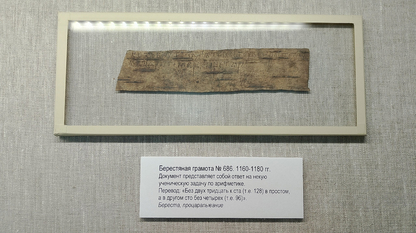 Берестяная грамота № 686. 1160-1180 гг.
Документ представляет собой ответ на некую
ученическую задачу по арифметике.
Перевод: «Без двух тридцать к ста (т.е. 128) в простом,
а в другом сто без четырех (т.е. 96)».
Береста, процарапывание